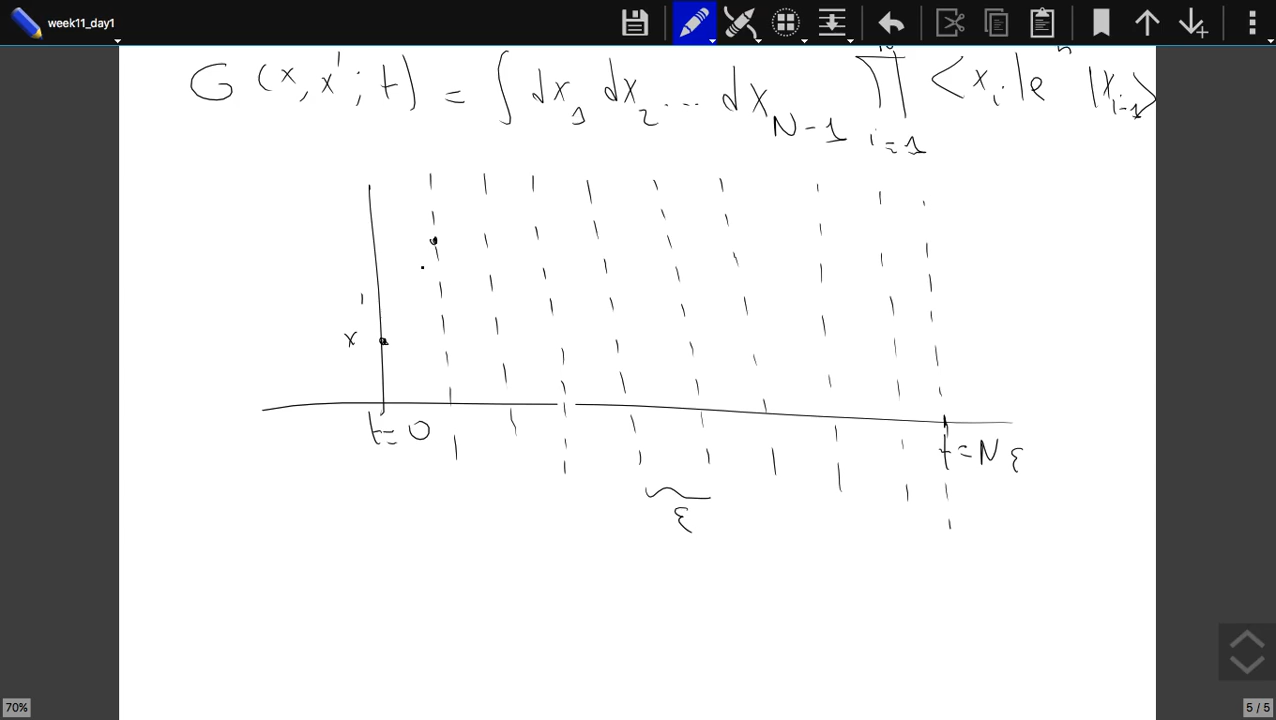 week11_day1
G(x, x'; t) = ∫ dx₁ dx₂ ... dx_{N-1} ∏_{i=1} <x_i|e |x_{i-1}>
x'
t=0
t=Nε
ε
70%
5 / 5